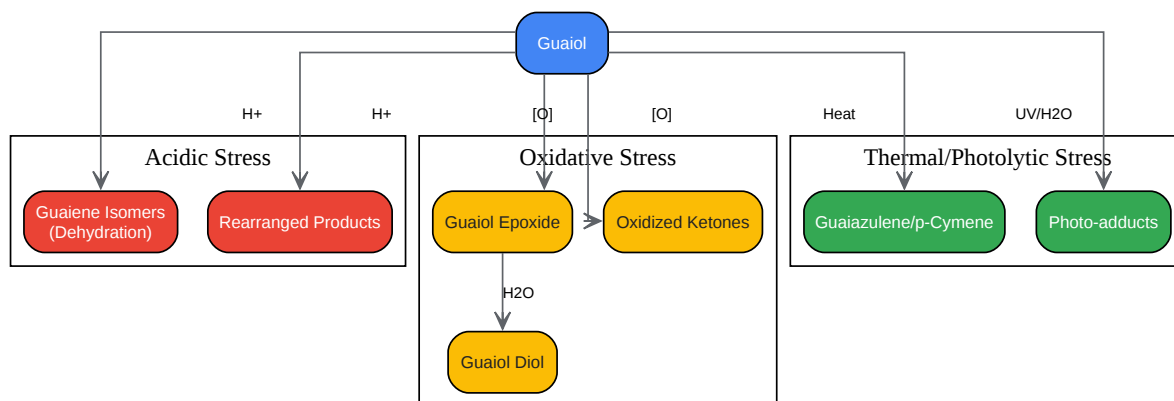 Guaiol
H+
H+
[O]
[O]
Heat
UV/H2O
Acidic Stress
Oxidative Stress
Thermal/Photolytic Stress
Guaiene Isomers
(Dehydration)
Rearranged Products
Guaiol Epoxide
Oxidized Ketones
Guaiazulene/p-Cymene
Photo-adducts
H2O
Guaiol Diol